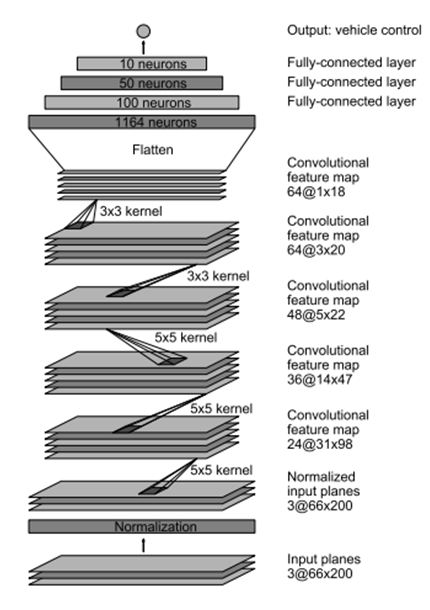 Output: vehicle control
10 neurons
Fully-connected layer
50 neurons
Fully-connected layer
100 neurons
Fully-connected layer
1164 neurons
Flatten
Convolutional
feature map
64@1x18
3x3 kernel
Convolutional
feature map
64@3x20
3x3 kernel
Convolutional
feature map
48@5x22
5x5 kernel
Convolutional
feature map
36@14x47
5x5 kernel
Convolutional
feature map
24@31x98
5x5 kernel
Normalized
input planes
3@66x200
Normalization
Input planes
3@66x200